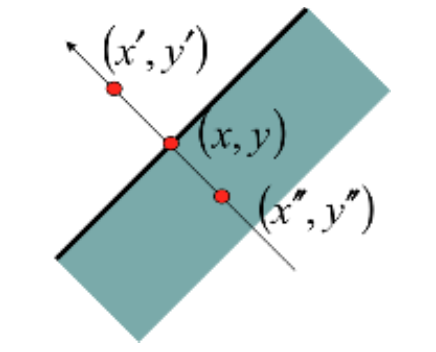 (x′, y′)
(x, y)
(x″, y″)